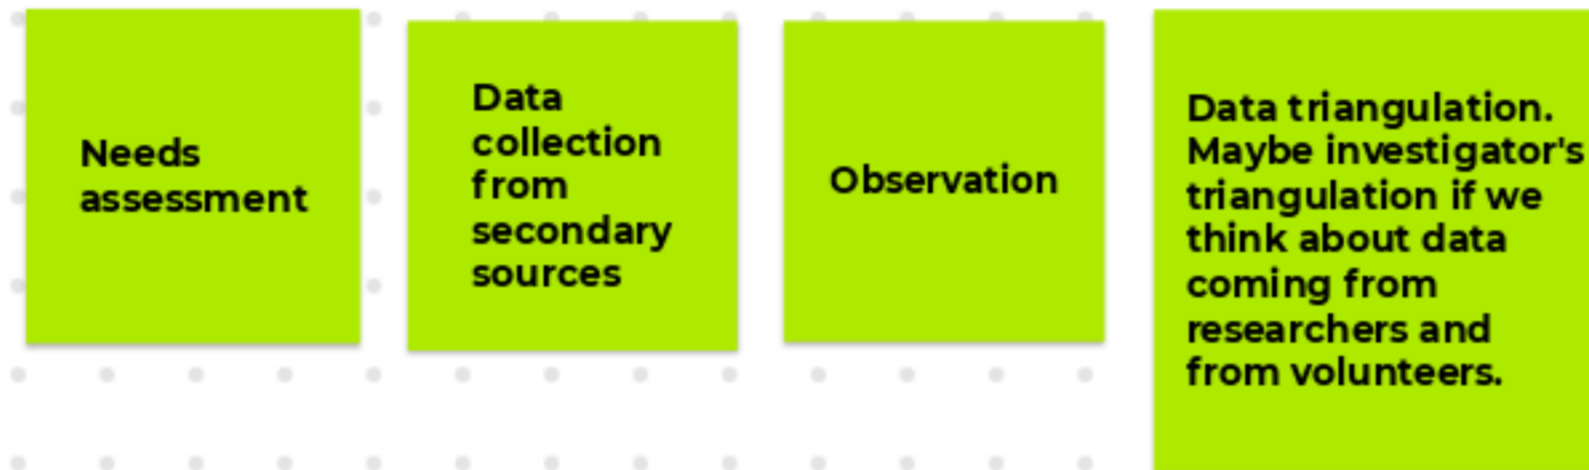 Needs
assessment
Data
collection
from
secondary
sources
Observation
Data triangulation.
Maybe investigator's
triangulation if we
think about data
coming from
researchers and
from volunteers.